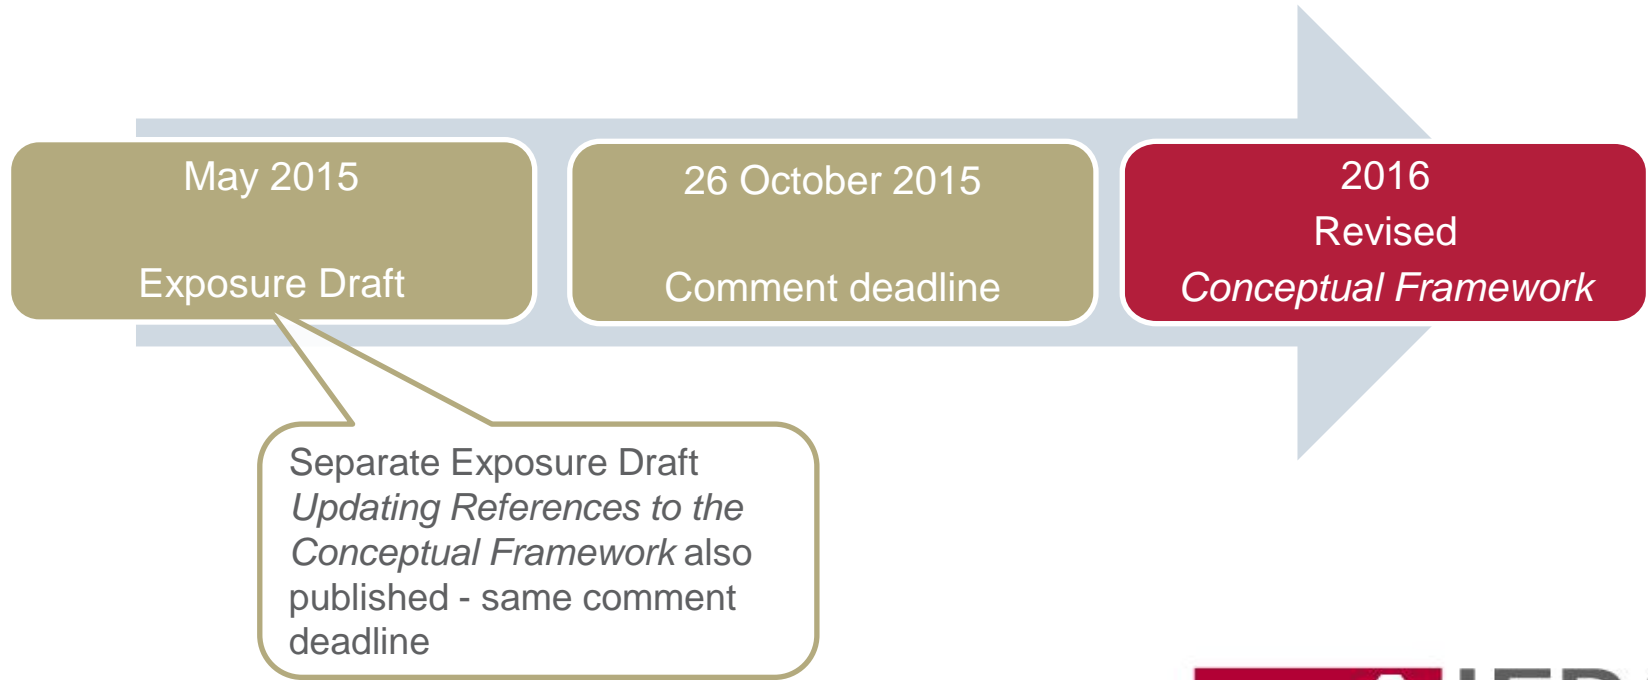 May 2015
Exposure Draft
26 October 2015
Comment deadline
2016
Revised
Conceptual Framework
Separate Exposure Draft
Updating References to the
Conceptual Framework also
published - same comment
deadline